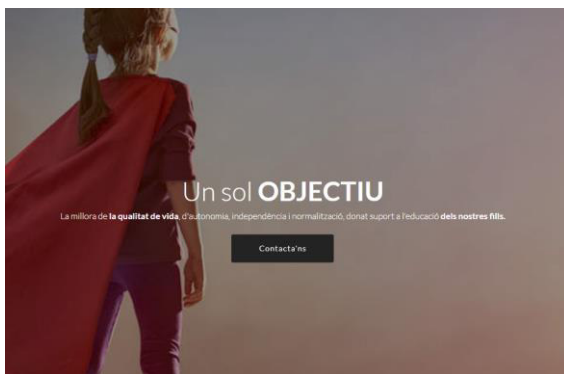 Un sol OBJECTIU
La millora de la qualitat de vida, d'autonomia, independència i normalització, donat suport a l'educació dels nostres fills.
Contacta'ns